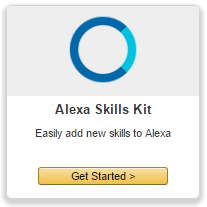 Alexa Skills Kit
Easily add new skills to Alexa
Get Started >